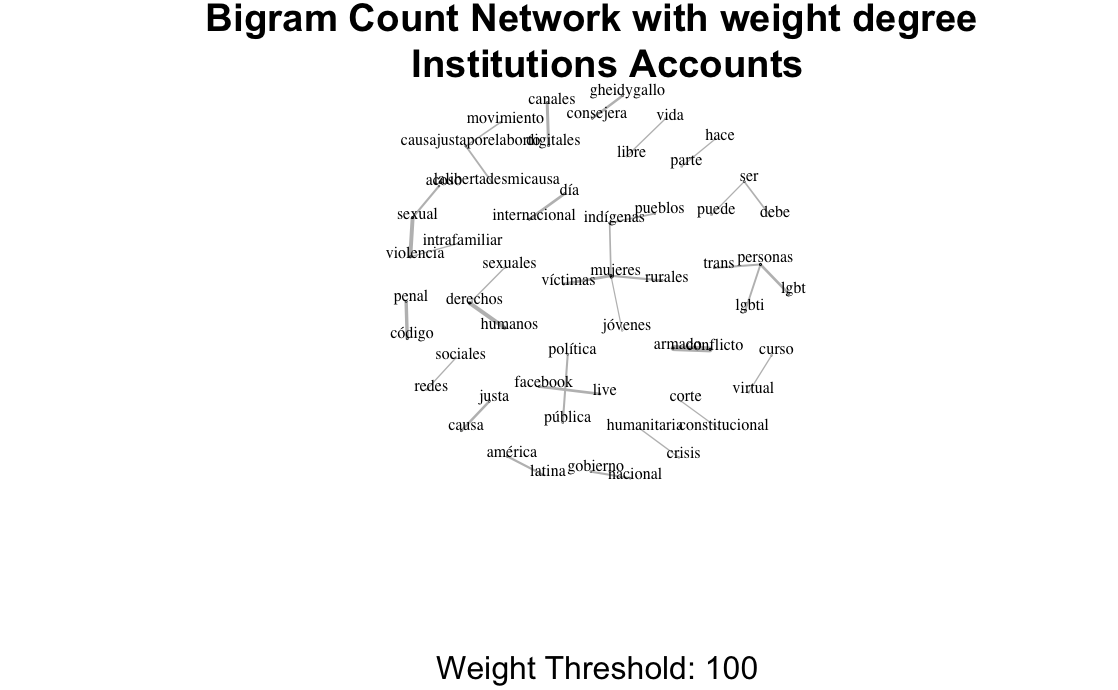 Bigram Count Network with weight degree
Institutions Accounts
gheidygallo
canales
consejera
vida
movimiento
hace
causajustaporelaborto
digitales
libre
parte
ser
acoso
lalibertadesmicausa
día
pueblos
puede
debe
sexual
internacional
indígenas
intrafamiliar
violencia
sexuales
trans
personas
víctimas
mujeres
rurales
lgbt
penal
derechos
lgbti
código
humanos
jóvenes
armado
conflicto
curso
sociales
política
redes
facebook
live
virtual
justa
corte
causa
pública
humanitaria
constitucional
américa
crisis
latina
gobierno
nacional
Weight Threshold: 100